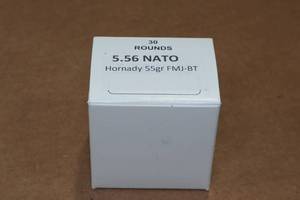 30
ROUNDS
5.56 NATO
Hornady 55gr FMJ-BT